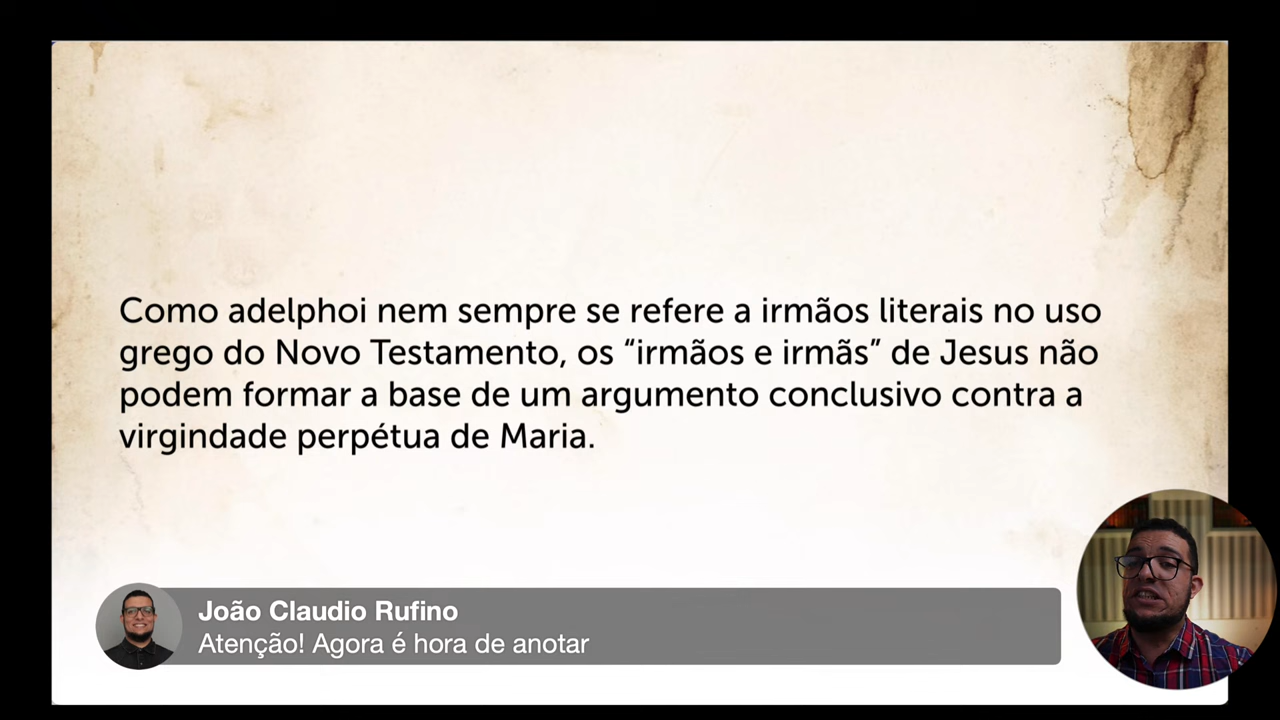 Como adelphoi nem sempre se refere a irmãos literais no uso
grego do Novo Testamento, os “irmãos e irmãs” de Jesus não
podem formar a base de um argumento conclusivo contra a
virgindade perpétua de Maria.
João Claudio Rufino
Atenção! Agora é hora de anotar